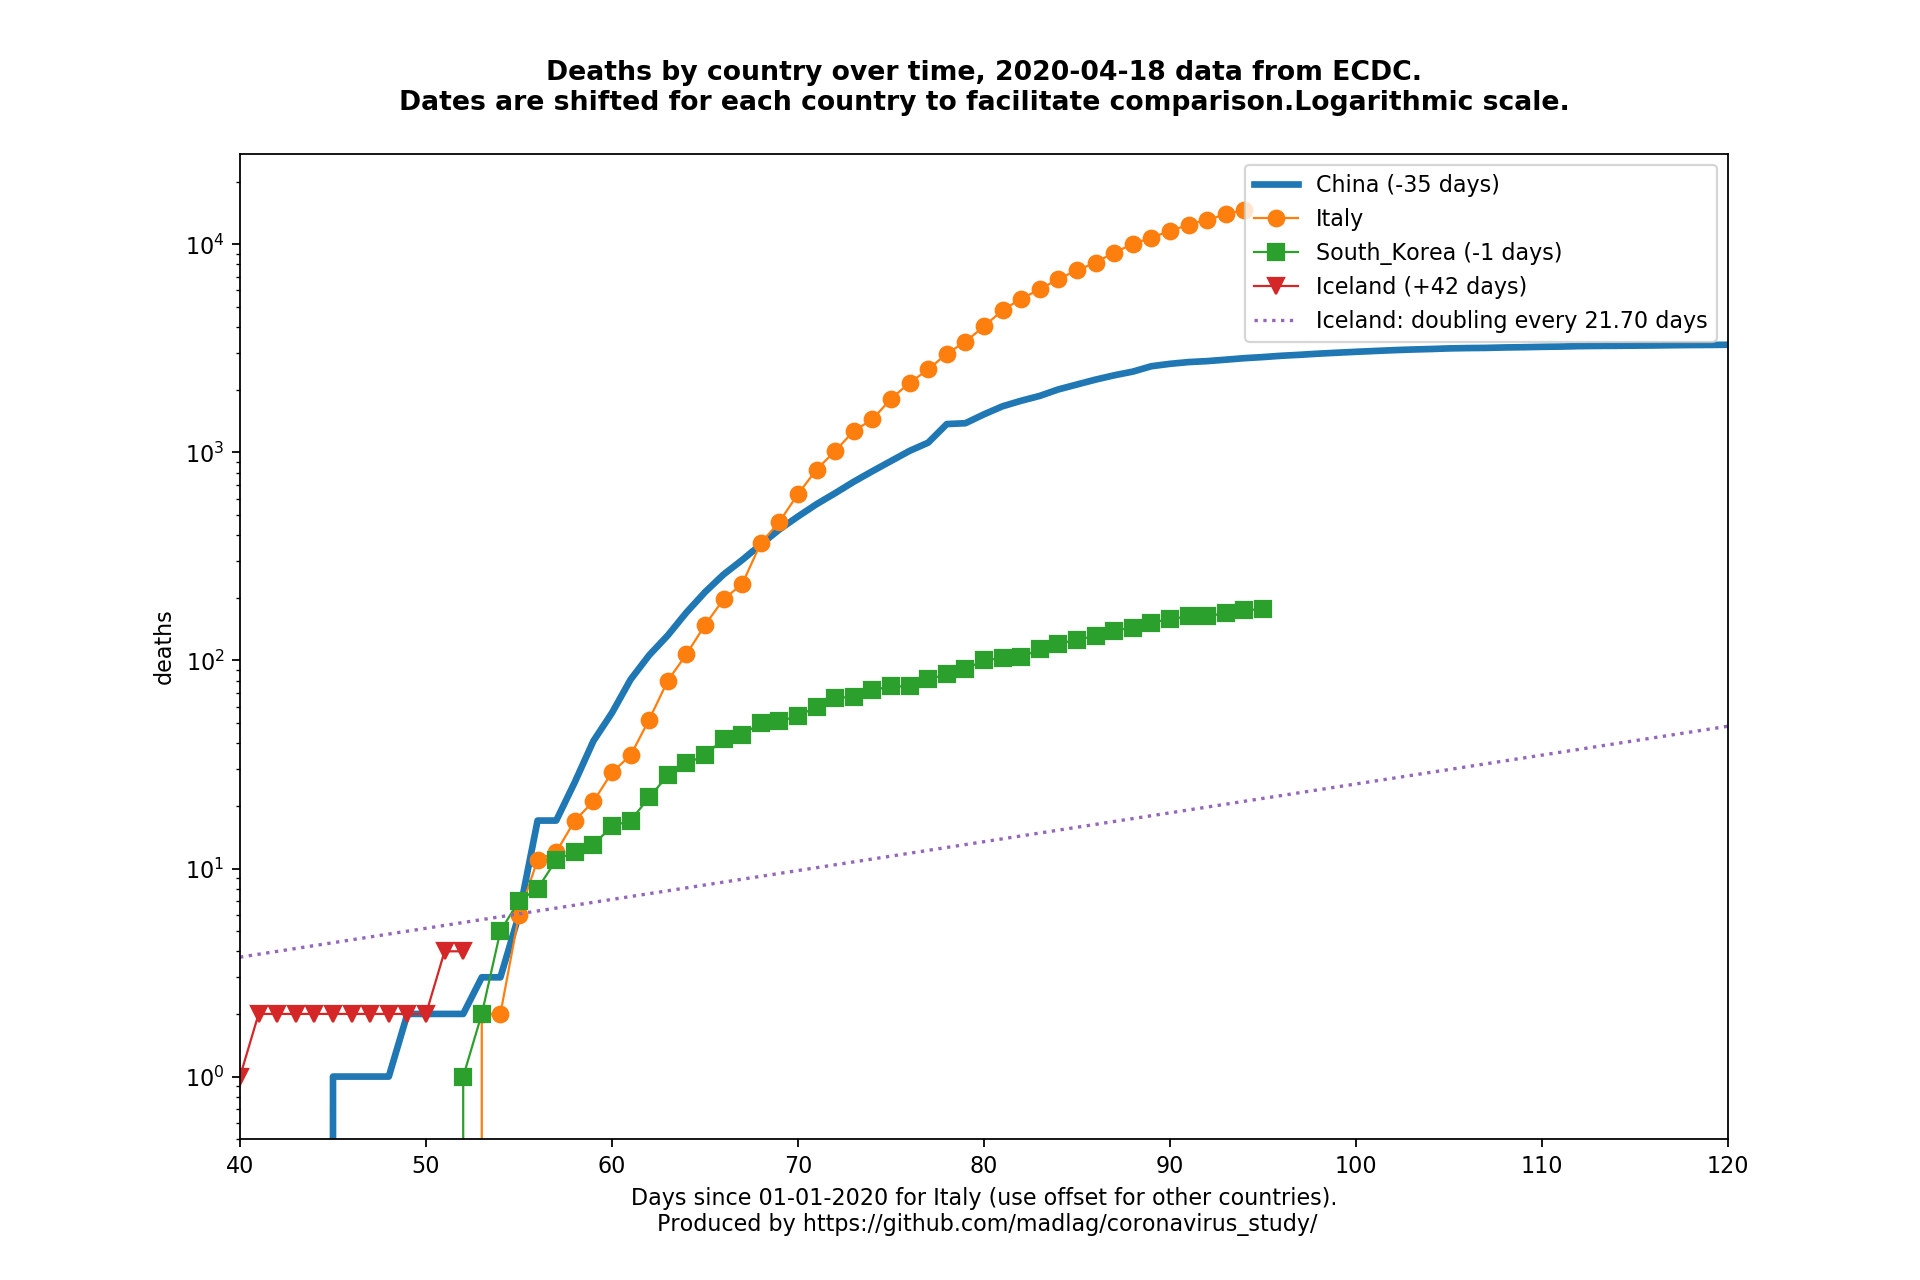 Deaths by country over time, 2020-04-18 data from ECDC.
Dates are shifted for each country to facilitate comparison.Logarithmic scale.
China (-35 days)
Italy
South_Korea (-1 days)
Iceland (+42 days)
Iceland: doubling every 21.70 days
deaths
10⁴
10³
10²
10¹
10⁰
40 50 60 70 80 90 100 110 120
Days since 01-01-2020 for Italy (use offset for other countries).
Produced by https://github.com/madlag/coronavirus_study/